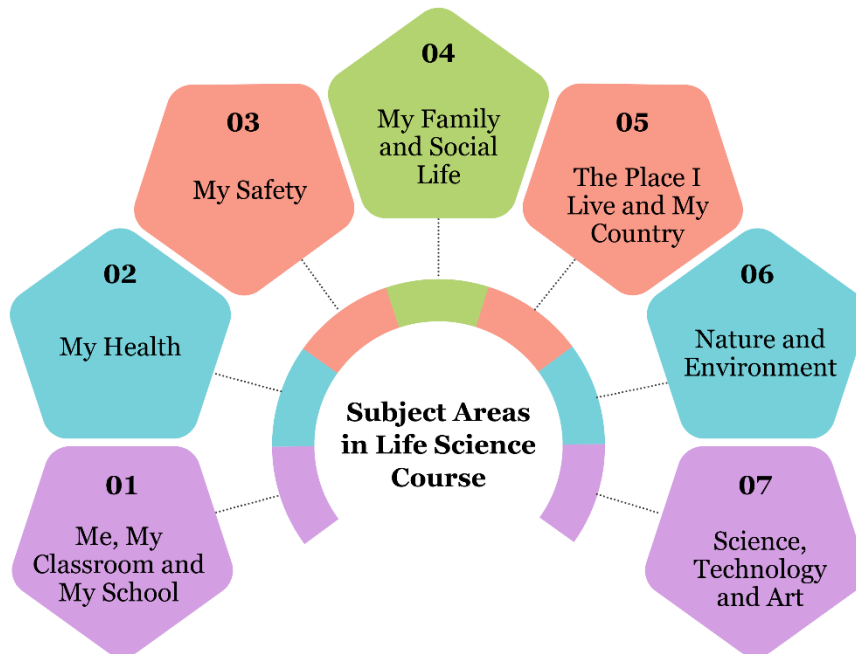 04
My Family
and Social
Life
03
My Safety
05
The Place I
Live and My
Country
02
My Health
06
Nature and
Environment
Subject Areas
in Life Science
Course
01
Me, My
Classroom and
My School
07
Science,
Technology
and Art